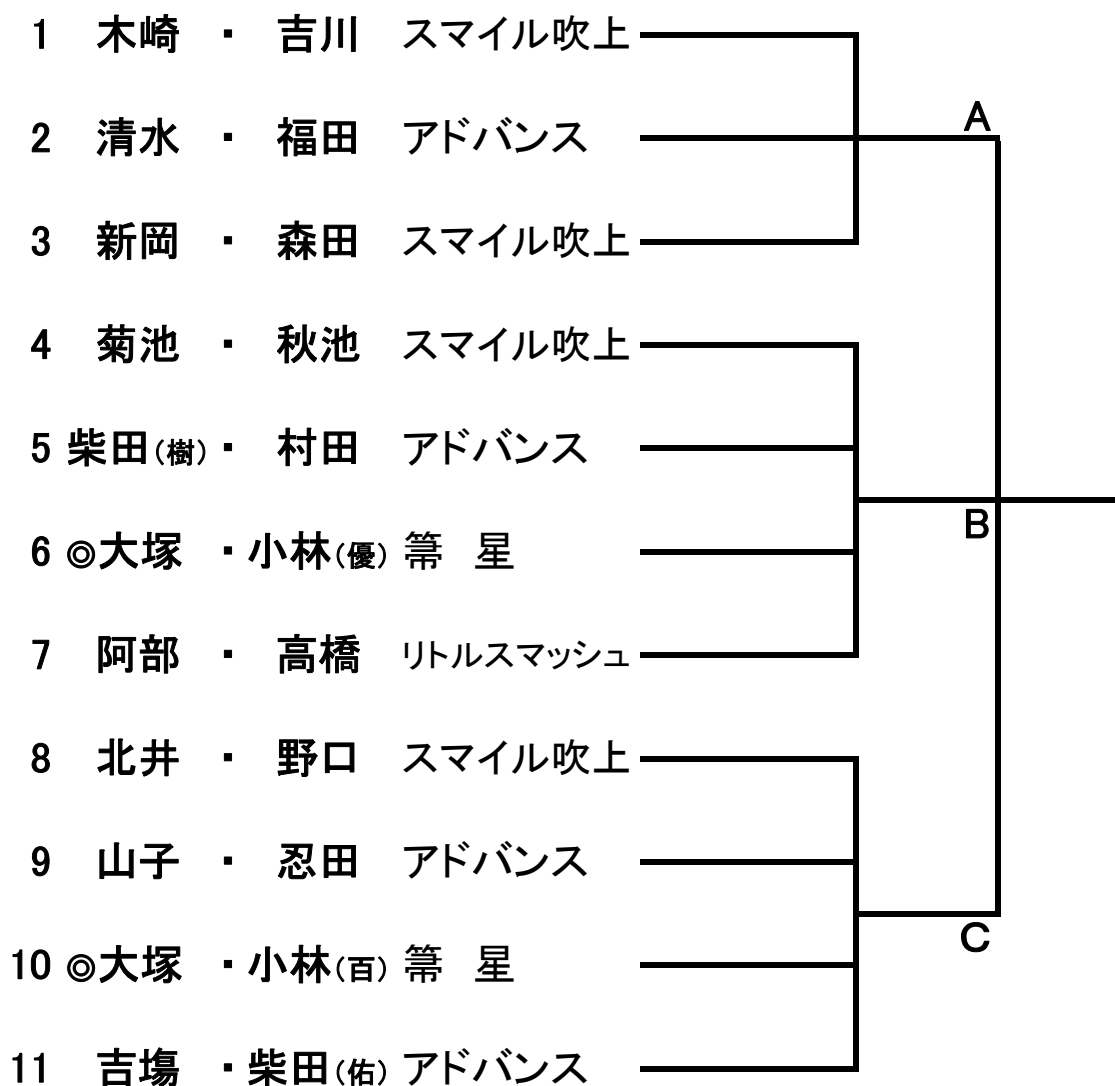 1 木崎 ・ 吉川 スマイル吹上
A
2 清水 ・ 福田 アドバンス
3 新岡 ・ 森田 スマイル吹上
4 菊池 ・ 秋池 スマイル吹上
5 柴田(樹)・ 村田 アドバンス
B
6 ◎大塚 ・小林(優) 箒 星
7 阿部 ・ 高橋 リトルスマッシュ
8 北井 ・ 野口 スマイル吹上
9 山子 ・ 忍田 アドバンス
C
10 ◎大塚 ・小林(百) 箒 星
11 吉塲 ・柴田(佑) アドバンス